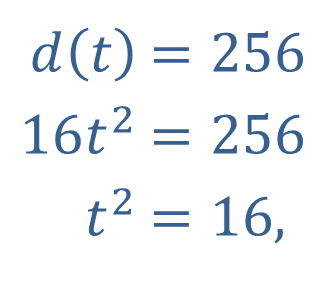 d(t) = 256
16t² = 256
t² = 16,